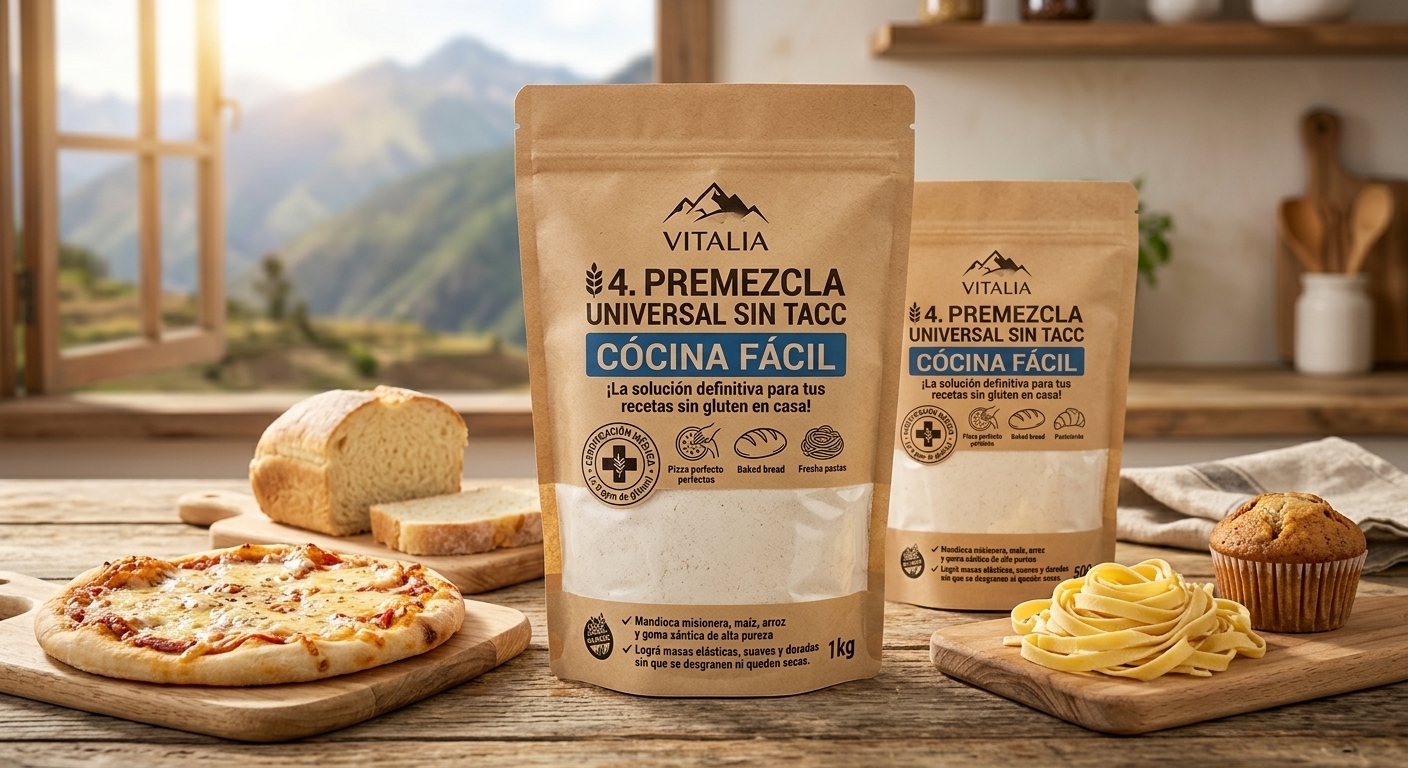 VITALIA
4. PREMEZCLA
UNIVERSAL SIN TACC
CÓCINA FÁCIL
¡La solución definitiva para tus
recetas sin gluten en casa!
Pizza perfecto
perfectos
Baked bread
Fresha pastas
Mandioca misionera, maíz, arroz
y goma xántica de alta pureza
Lográ masas elásticas, suaves y doradas
sin que se desgranen ni queden secas.
1kg
VITALIA
4. PREMEZCLA
UNIVERSAL SIN TACC
CÓCINA FÁCIL
¡La solución definitiva para tus
recetas sin gluten en casa!
Baked bread